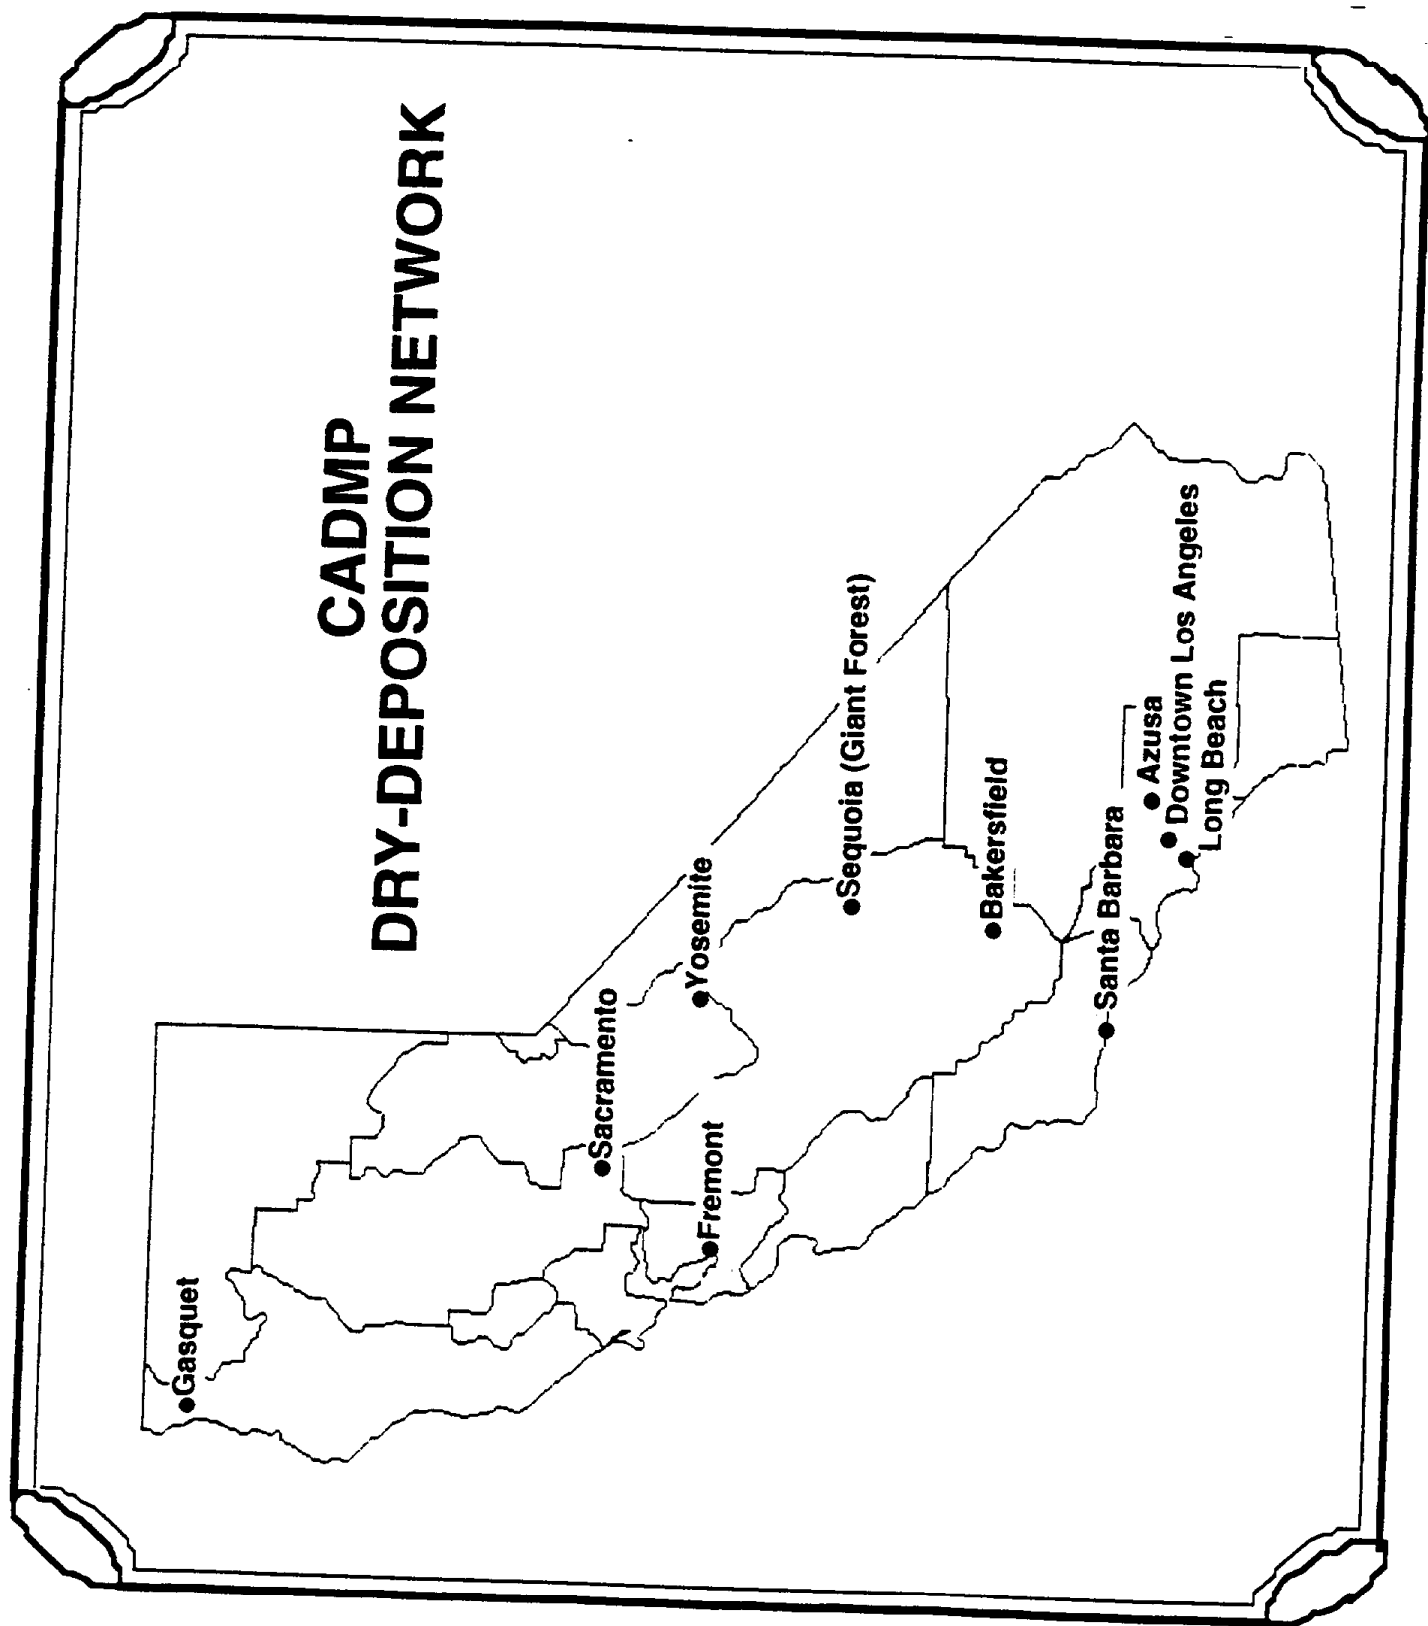 CADMP
DRY-DEPOSITION NETWORK
Gasquet
Sacramento
Fremont
Yosemite
Sequoia (Giant Forest)
Bakersfield
Santa Barbara
Azusa
Downtown Los Angeles
Long Beach